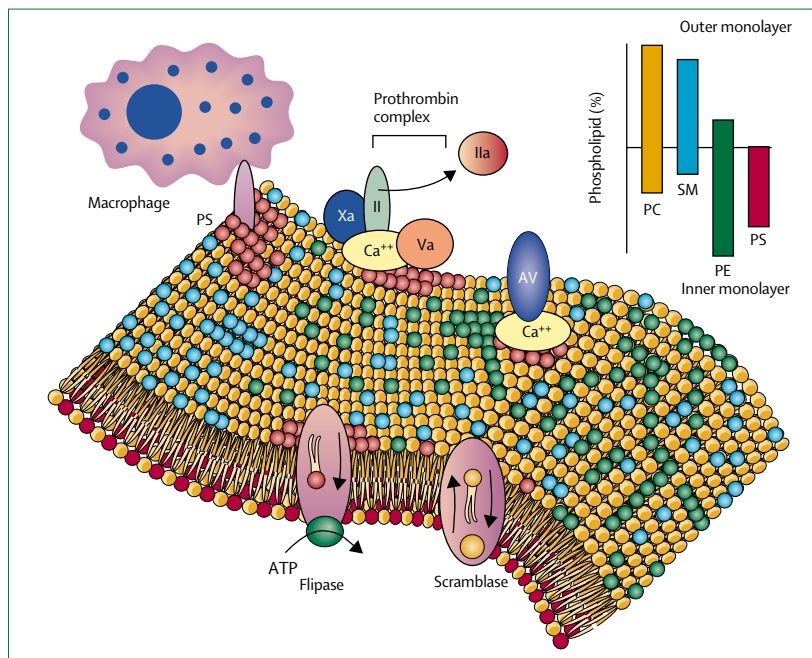 Outer monolayer
Phospholipid (%)
PC
SM
PE
PS
Inner monolayer
Macrophage
PS
Prothrombin
complex
IIa
Xa
II
Ca++
Va
AV
Ca++
ATP
Flipase
Scramblase